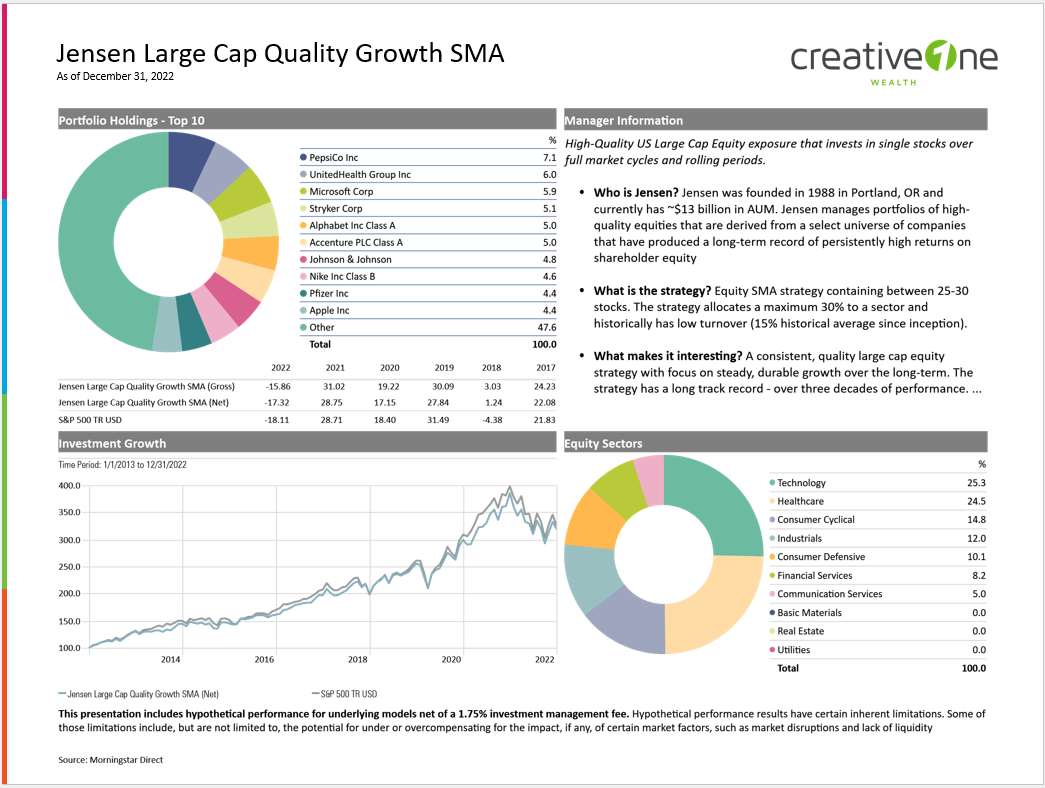 Jensen Large Cap Quality Growth SMA
As of December 31, 2022
creative1ne
WEALTH
Portfolio Holdings - Top 10
%
PepsiCo Inc 7.1
UnitedHealth Group Inc 6.0
Microsoft Corp 5.9
Stryker Corp 5.1
Alphabet Inc Class A 5.0
Accenture PLC Class A 5.0
Johnson & Johnson 4.8
Nike Inc Class B 4.6
Pfizer Inc 4.4
Apple Inc 4.4
Other 47.6
Total 100.0
2022 2021 2020 2019 2018 2017
Jensen Large Cap Quality Growth SMA (Gross) -15.86 31.02 19.22 30.09 3.03 24.23
Jensen Large Cap Quality Growth SMA (Net) -17.32 28.75 17.15 27.84 1.24 22.08
S&P 500 TR USD -18.11 28.71 18.40 31.49 -4.38 21.83
Manager Information
High-Quality US Large Cap Equity exposure that invests in single stocks over
full market cycles and rolling periods.
• Who is Jensen? Jensen was founded in 1988 in Portland, OR and
currently has ~$13 billion in AUM. Jensen manages portfolios of high-
quality equities that are derived from a select universe of companies
that have produced a long-term record of persistently high returns on
shareholder equity
• What is the strategy? Equity SMA strategy containing between 25-30
stocks. The strategy allocates a maximum 30% to a sector and
historically has low turnover (15% historical average since inception).
• What makes it interesting? A consistent, quality large cap equity
strategy with focus on steady, durable growth over the long-term. The
strategy has a long track record - over three decades of performance. ...
Investment Growth
Time Period: 1/1/2013 to 12/31/2022
400.0
350.0
300.0
250.0
200.0
150.0
100.0
2014 2016 2018 2020 2022
Jensen Large Cap Quality Growth SMA (Net) S&P 500 TR USD
Equity Sectors
%
Technology 25.3
Healthcare 24.5
Consumer Cyclical 14.8
Industrials 12.0
Consumer Defensive 10.1
Financial Services 8.2
Communication Services 5.0
Basic Materials 0.0
Real Estate 0.0
Utilities 0.0
Total 100.0
This presentation includes hypothetical performance for underlying models net of a 1.75% investment management fee. Hypothetical performance results have certain inherent limitations. Some of
those limitations include, but are not limited to, the potential for under or overcompensating for the impact, if any, of certain market factors, such as market disruptions and lack of liquidity
Source: Morningstar Direct